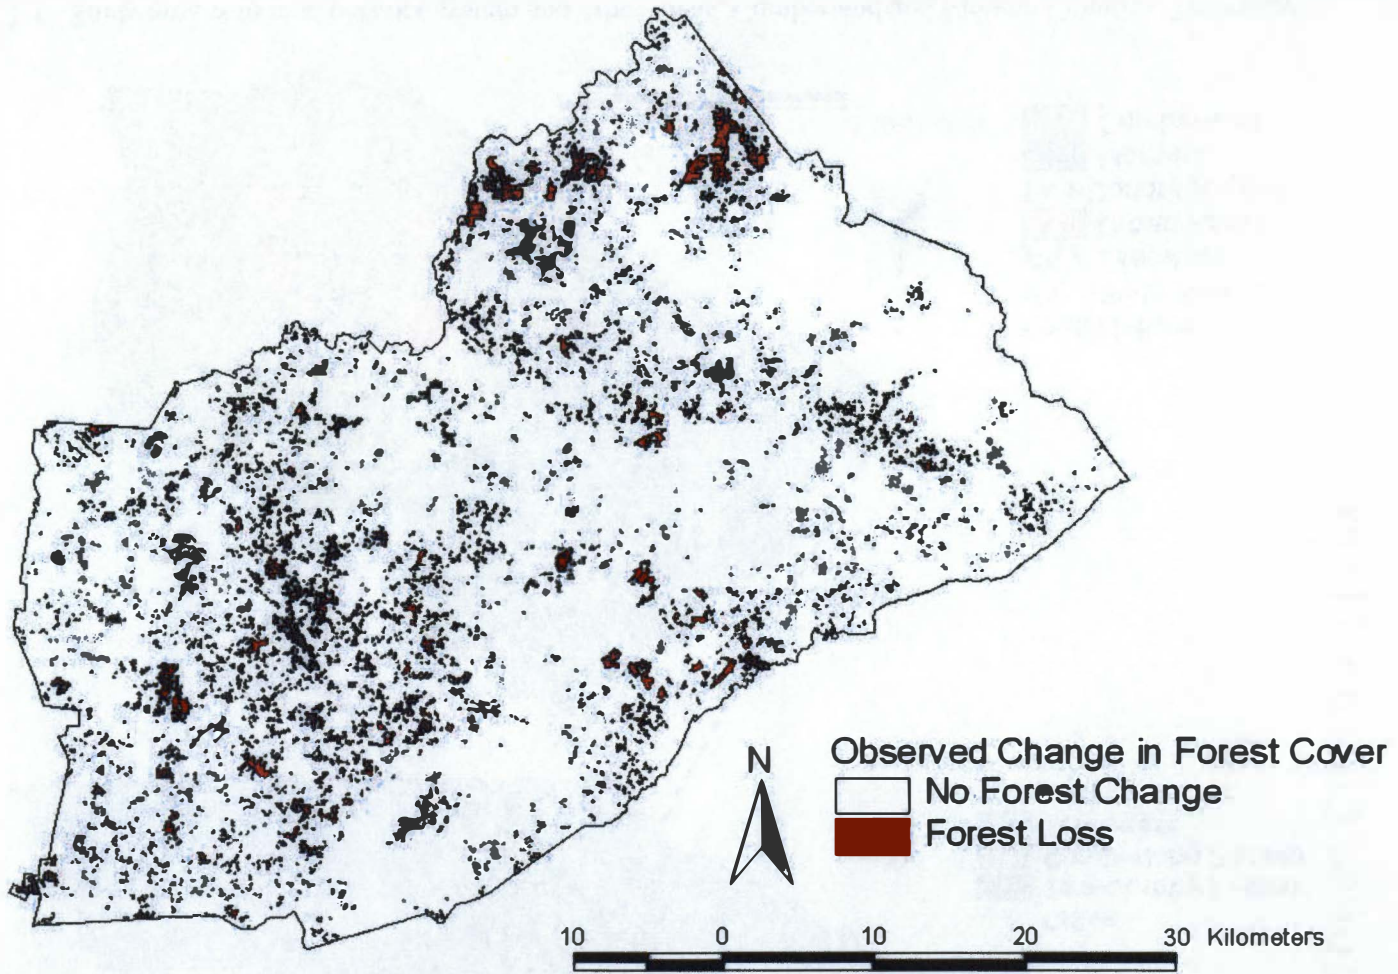 N
Observed Change in Forest Cover
No Forest Change
Forest Loss
10 0 10 20 30 Kilometers